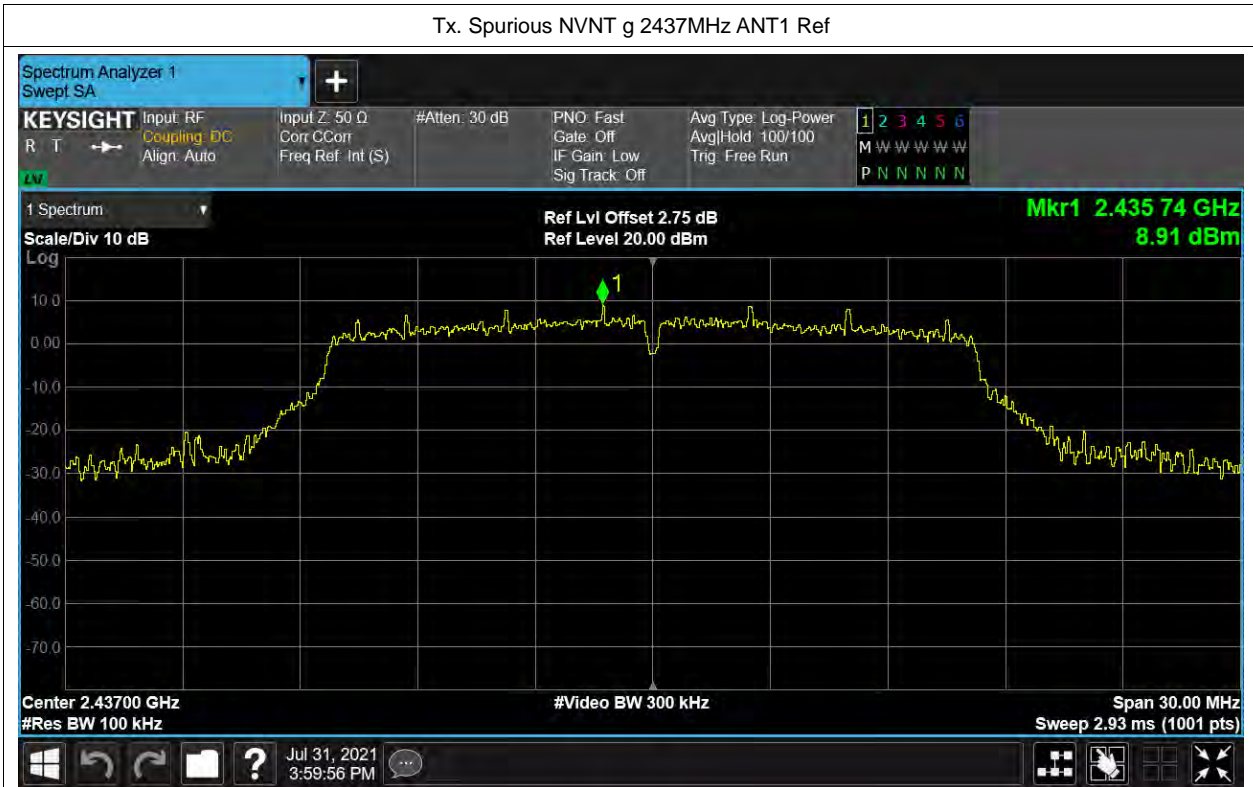 Tx. Spurious NVNT g 2437MHz ANT1 Ref
Spectrum Analyzer 1
Swept SA
+
KEYSIGHT
R T
LV
Input: RF
Coupling: DC
Align: Auto
Input Z: 50 Ω
Corr CCorr
Freq Ref: Int (S)
#Atten: 30 dB
PNO: Fast
Gate: Off
IF Gain: Low
Sig Track: Off
Avg Type: Log-Power
Avg|Hold: 100/100
Trig: Free Run
1 2 3 4 5 6
M W W W W W W
P N N N N N N
1 Spectrum
Scale/Div 10 dB
Ref Lvl Offset 2.75 dB
Ref Level 20.00 dBm
Mkr1 2.435 74 GHz
8.91 dBm
Log
1
10.0
0.00
-10.0
-20.0
-30.0
-40.0
-50.0
-60.0
-70.0
Center 2.43700 GHz
#Video BW 300 kHz
Span 30.00 MHz
#Res BW 100 kHz
Sweep 2.93 ms (1001 pts)
?
Jul 31, 2021
3:59:56 PM